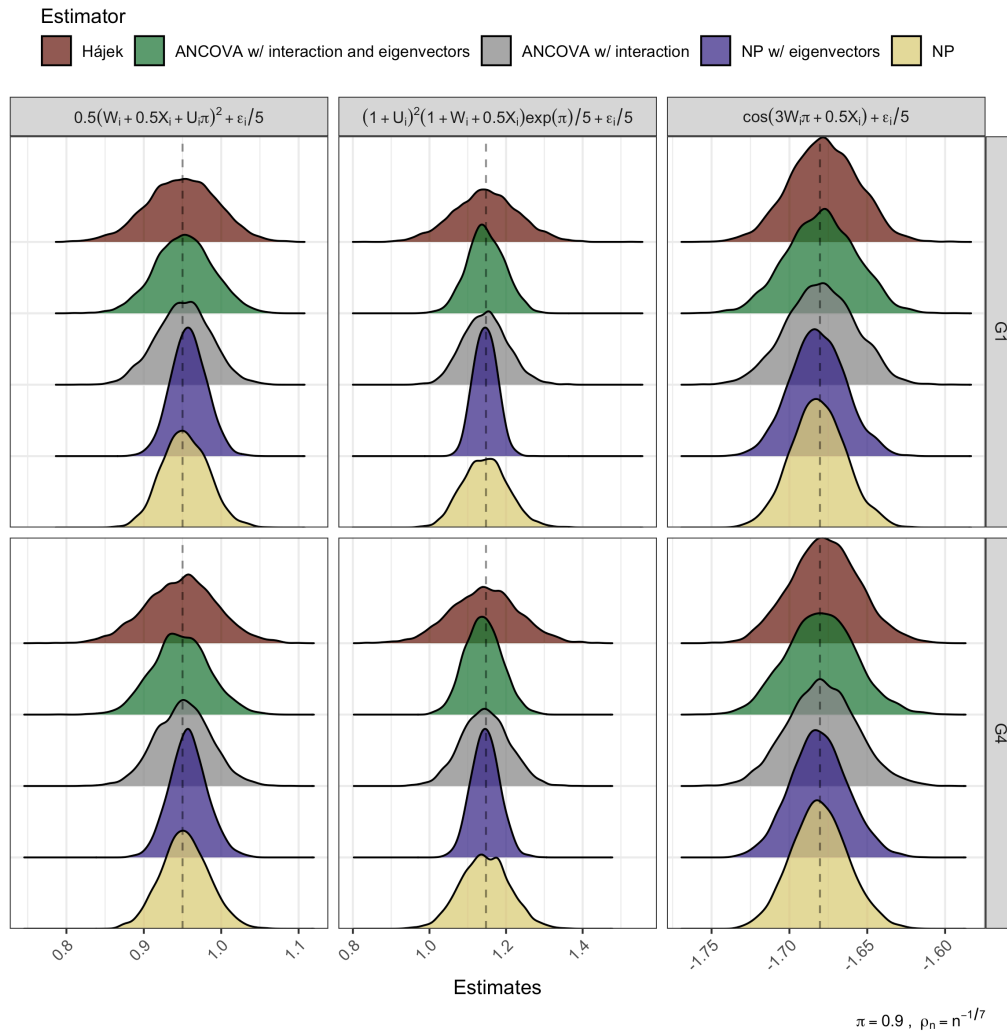 Estimator
Hájek ANCOVA w/ interaction and eigenvectors ANCOVA w/ interaction NP w/ eigenvectors NP
0.5(Wᵢ + 0.5Xᵢ + Uᵢπ)² + εᵢ/5 (1 + Uᵢ)²(1 + Wᵢ + 0.5Xᵢ)exp(π)/5 + εᵢ/5 cos(3Wᵢπ + 0.5Xᵢ) + εᵢ/5
G1
G4
0.8 0.9 1.0 1.1 0.8 1.0 1.2 1.4 -1.75 -1.70 -1.65 -1.60
Estimates
π = 0.9 , ρₙ = n^{-1/7}